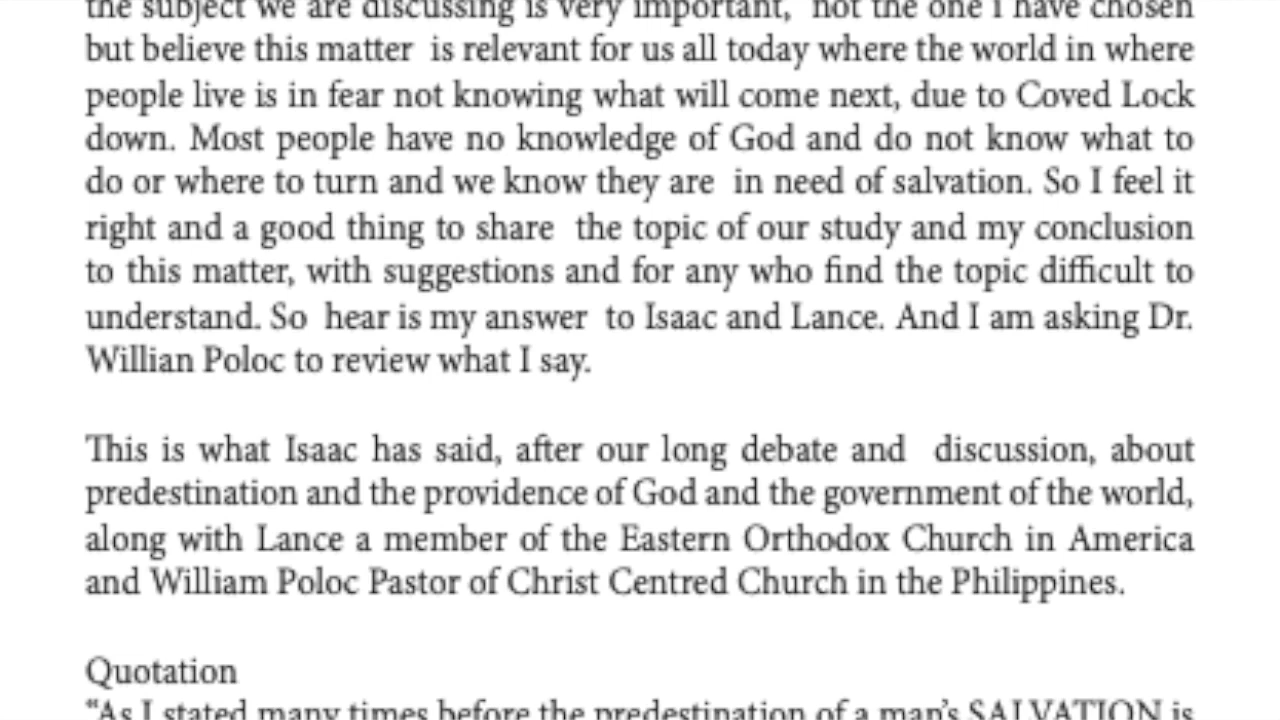 the subject we are discussing is very important, not the one I have chosen
but believe this matter is relevant for us all today where the world in where
people live is in fear not knowing what will come next, due to Coved Lock
down. Most people have no knowledge of God and do not know what to
do or where to turn and we know they are in need of salvation. So I feel it
right and a good thing to share the topic of our study and my conclusion
to this matter, with suggestions and for any who find the topic difficult to
understand. So hear is my answer to Isaac and Lance. And I am asking Dr.
Willian Poloc to review what I say.
This is what Isaac has said, after our long debate and discussion, about
predestination and the providence of God and the government of the world,
along with Lance a member of the Eastern Orthodox Church in America
and William Poloc Pastor of Christ Centred Church in the Philippines.
Quotation
“As I stated many times before the predestination of a man’s SALVATION is